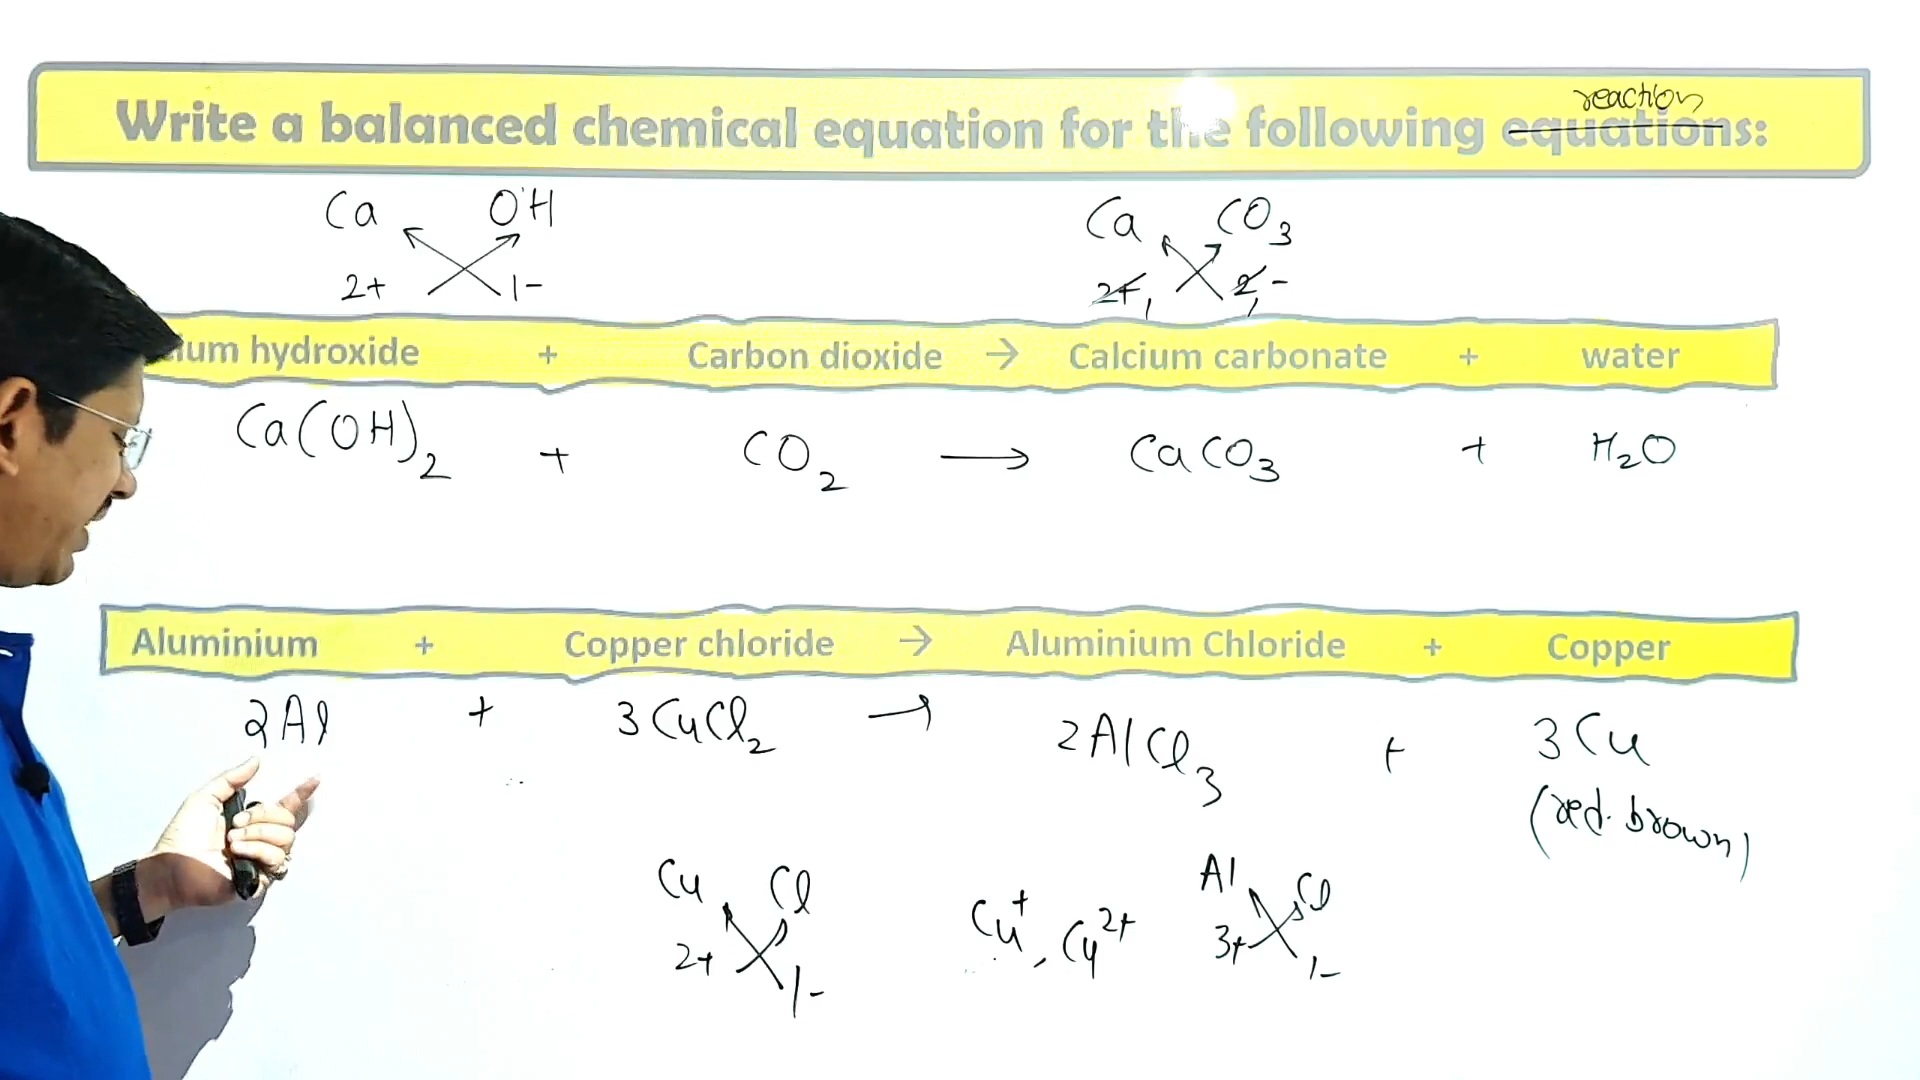 Write a balanced chemical equation for the following equations:
reaction
Ca OH
2+ 1-
Ca CO3
2+ 1 2- 1
ium hydroxide + Carbon dioxide → Calcium carbonate + water
Ca(OH)2 + CO2 → CaCO3 + H2O
Aluminium + Copper chloride → Aluminium Chloride + Copper
2Al + 3CuCl2 → 2AlCl3 + 3Cu
(red. brown)
Cu Cl
2+ 1-
Cu+, Cu2+
Al Cl
3+ 1-